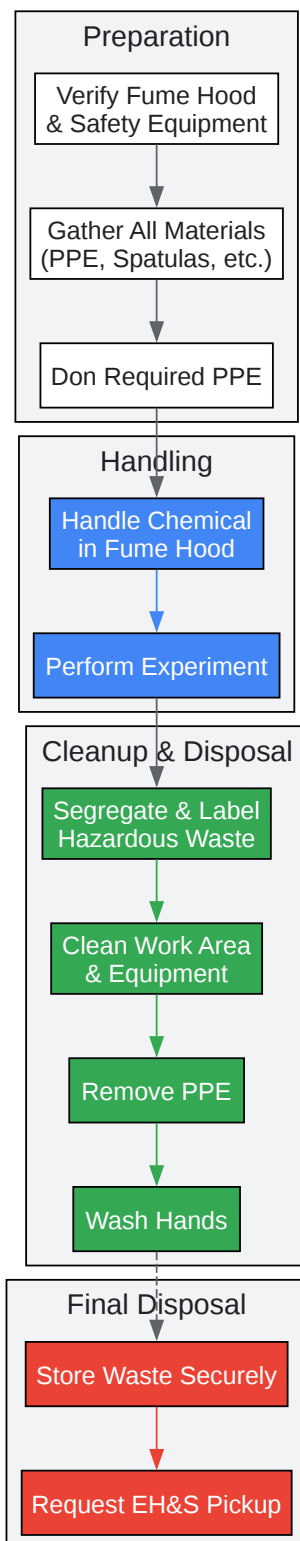 Preparation
Verify Fume Hood
& Safety Equipment
Gather All Materials
(PPE, Spatulas, etc.)
Don Required PPE
Handling
Handle Chemical
in Fume Hood
Perform Experiment
Cleanup & Disposal
Segregate & Label
Hazardous Waste
Clean Work Area
& Equipment
Remove PPE
Wash Hands
Final Disposal
Store Waste Securely
Request EH&S Pickup